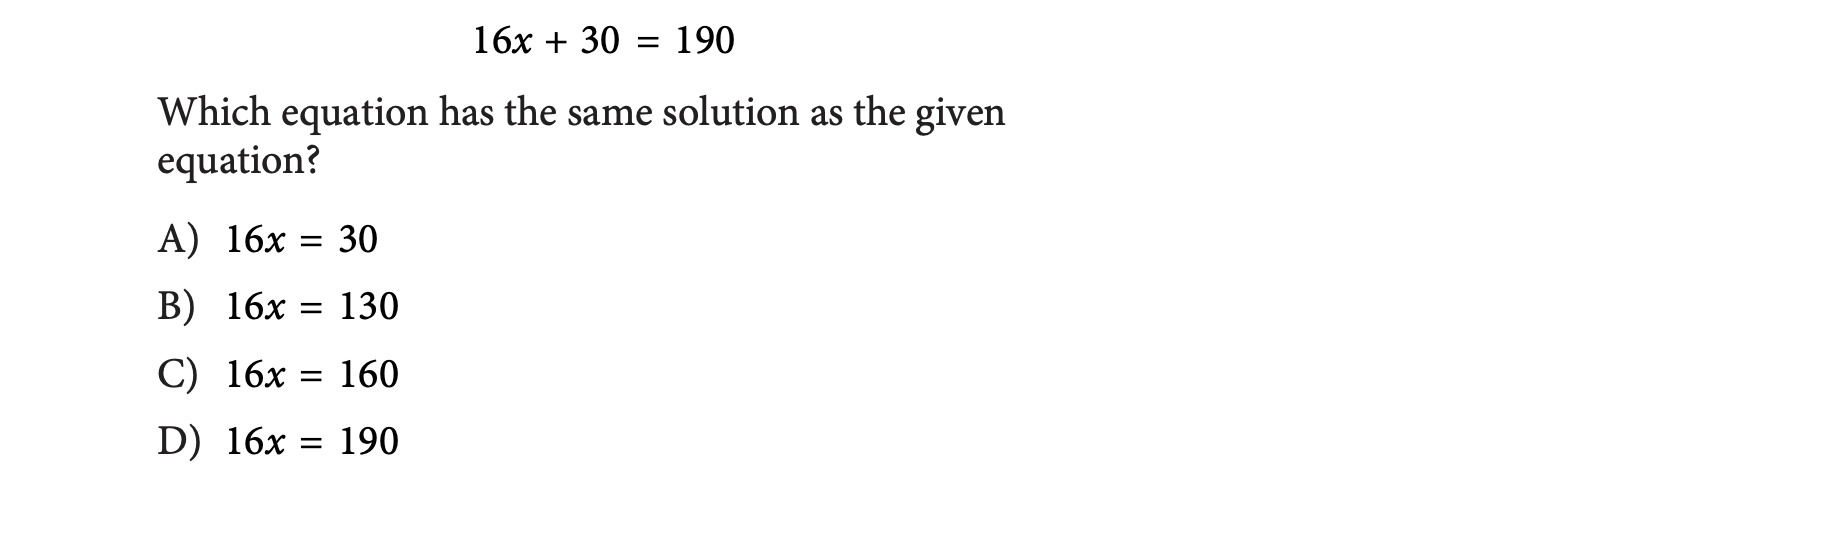 16x + 30 = 190
Which equation has the same solution as the given
equation?
A) 16x = 30
B) 16x = 130
C) 16x = 160
D) 16x = 190